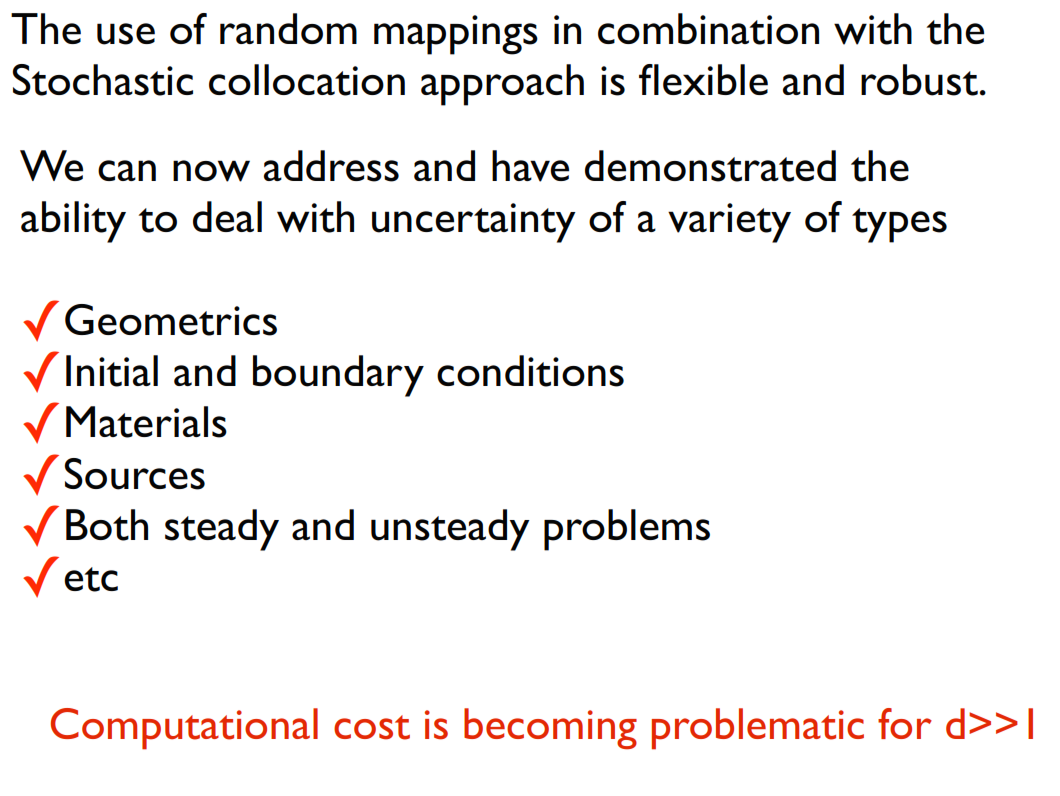 The use of random mappings in combination with the
Stochastic collocation approach is flexible and robust.
We can now address and have demonstrated the
ability to deal with uncertainty of a variety of types
✓Geometrics
✓Initial and boundary conditions
✓Materials
✓Sources
✓Both steady and unsteady problems
✓etc
Computational cost is becoming problematic for d>>1